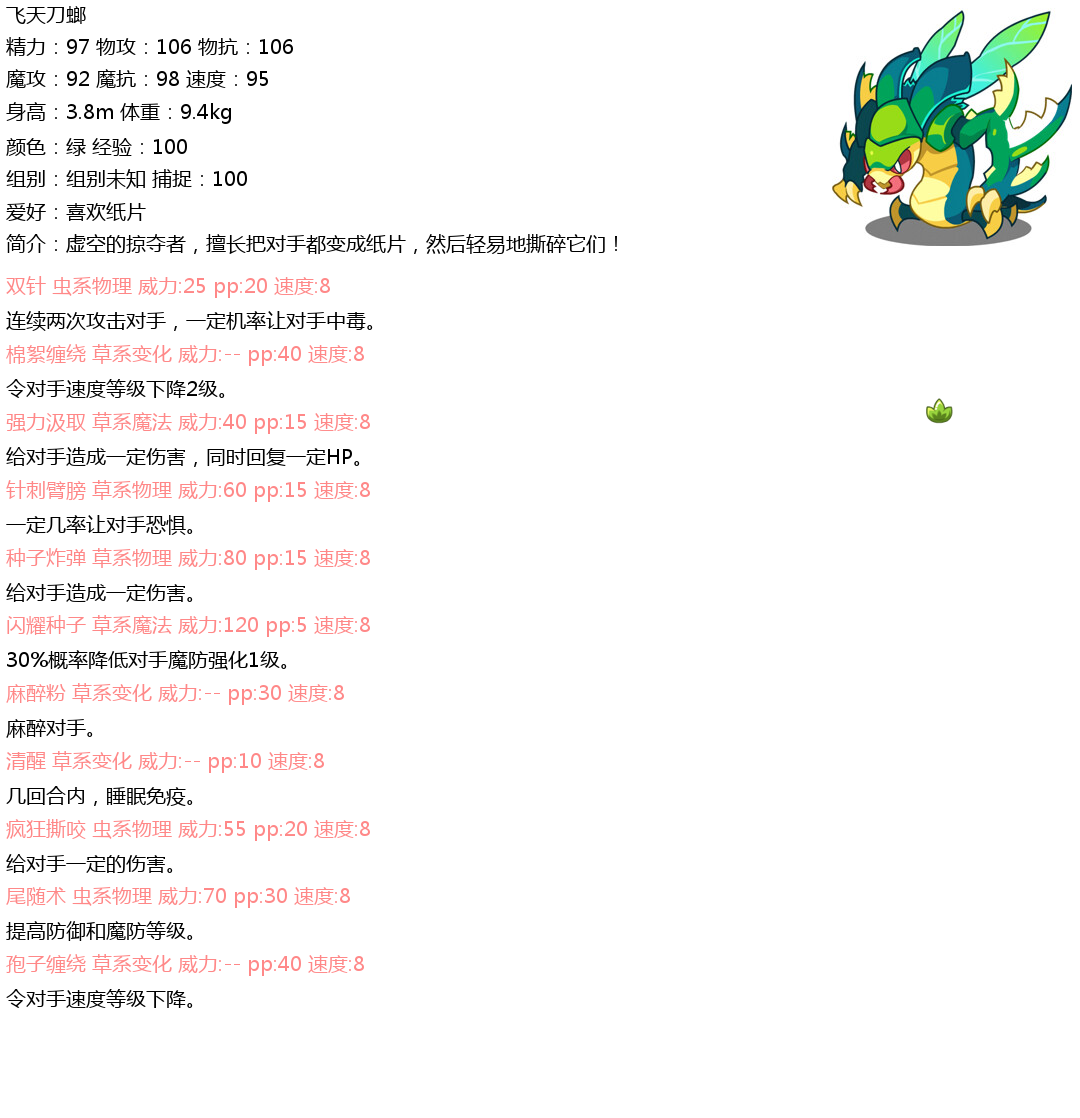 飞天刀螂
精力：97 物攻：106 物抗：106
魔攻：92 魔抗：98 速度：95
身高：3.8m 体重：9.4kg
颜色：绿 经验：100
组别：组别未知 捕捉：100
爱好：喜欢纸片
简介：虚空的掠夺者，擅长把对手都变成纸片，然后轻易地撕碎它们！
双针 虫系物理 威力:25 pp:20 速度:8
连续两次攻击对手，一定机率让对手中毒。
棉絮缠绕 草系变化 威力:-- pp:40 速度:8
令对手速度等级下降2级。
强力汲取 草系魔法 威力:40 pp:15 速度:8
给对手造成一定伤害，同时回复一定HP。
针刺臂膀 草系物理 威力:60 pp:15 速度:8
一定几率让对手恐惧。
种子炸弹 草系物理 威力:80 pp:15 速度:8
给对手造成一定伤害。
闪耀种子 草系魔法 威力:120 pp:5 速度:8
30%概率降低对手魔防强化1级。
麻醉粉 草系变化 威力:-- pp:30 速度:8
麻醉对手。
清醒 草系变化 威力:-- pp:10 速度:8
几回合内，睡眠免疫。
疯狂撕咬 虫系物理 威力:55 pp:20 速度:8
给对手一定的伤害。
尾随术 虫系物理 威力:70 pp:30 速度:8
提高防御和魔防等级。
孢子缠绕 草系变化 威力:-- pp:40 速度:8
令对手速度等级下降。